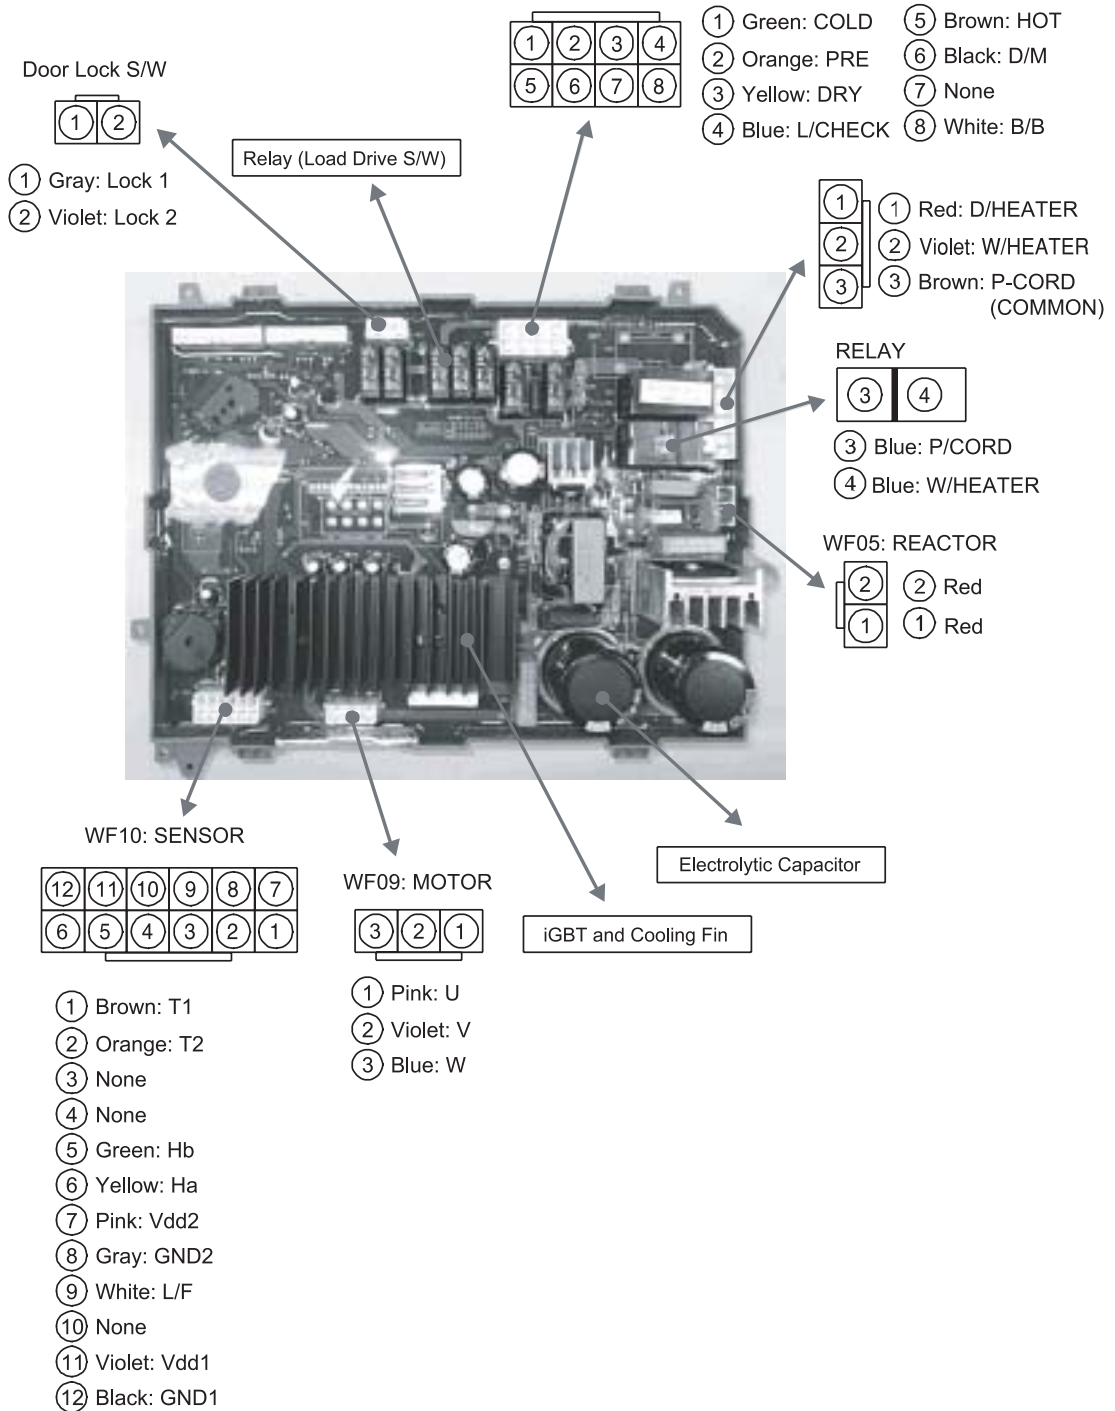 Door Lock S/W
1 2
1 Gray: Lock 1
2 Violet: Lock 2
Relay (Load Drive S/W)
1 2 3 4
5 6 7 8
1 Green: COLD
2 Orange: PRE
3 Yellow: DRY
4 Blue: L/CHECK
5 Brown: HOT
6 Black: D/M
7 None
8 White: B/B
1
2
3
1 Red: D/HEATER
2 Violet: W/HEATER
3 Brown: P-CORD
(COMMON)
RELAY
3 4
3 Blue: P/CORD
4 Blue: W/HEATER
WF05: REACTOR
2
1
2 Red
1 Red
Electrolytic Capacitor
iGBT and Cooling Fin
WF10: SENSOR
12 11 10 9 8 7
6 5 4 3 2 1
1 Brown: T1
2 Orange: T2
3 None
4 None
5 Green: Hb
6 Yellow: Ha
7 Pink: Vdd2
8 Gray: GND2
9 White: L/F
10 None
11 Violet: Vdd1
12 Black: GND1
WF09: MOTOR
3 2 1
1 Pink: U
2 Violet: V
3 Blue: W